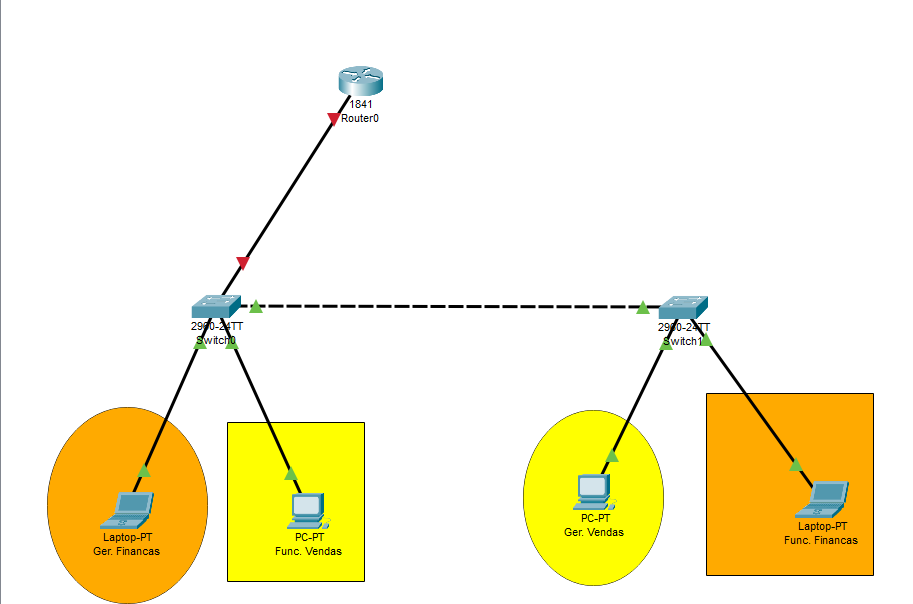 1841
Router0
2960-24TT
Switch0
2960-24TT
Switch1
Laptop-PT
Ger. Financas
PC-PT
Func. Vendas
PC-PT
Ger. Vendas
Laptop-PT
Func. Financas